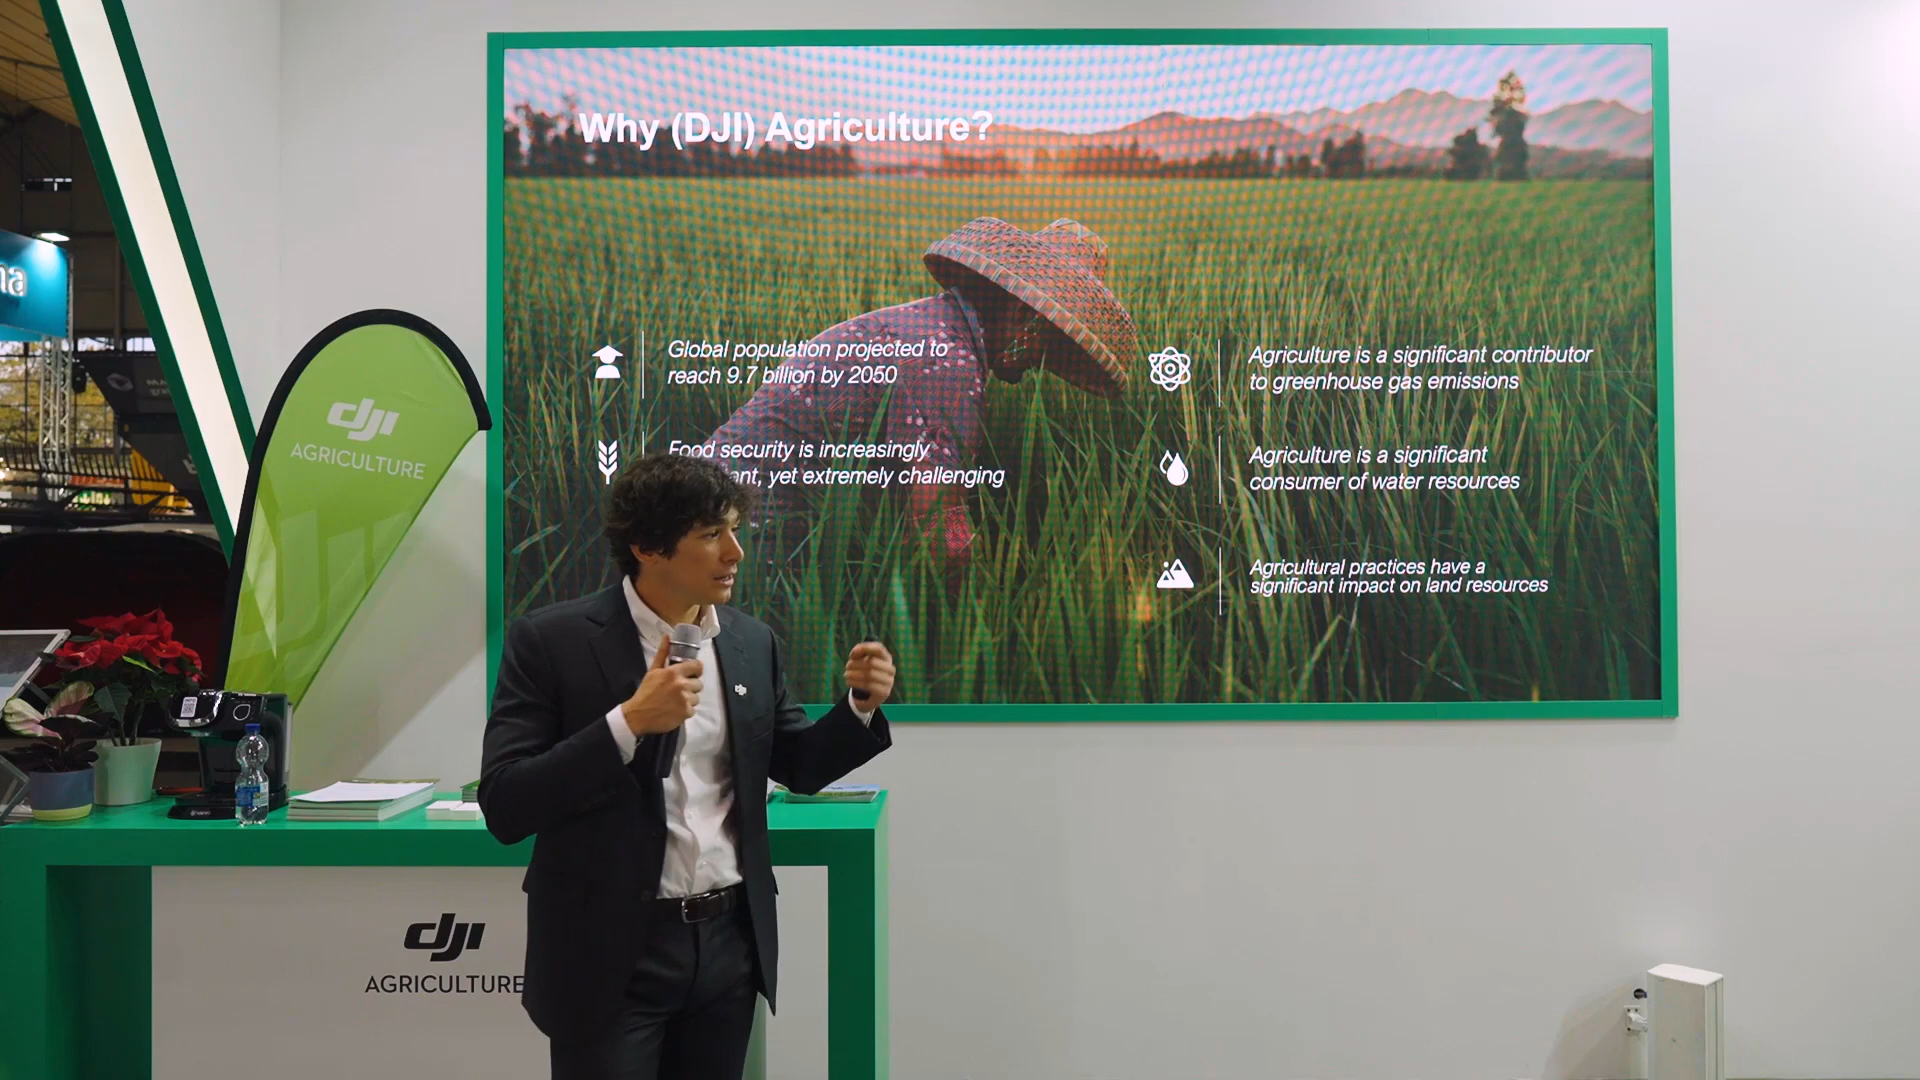 Why (DJI) Agriculture?
Global population projected to
reach 9.7 billion by 2050
Food security is increasingly
yet extremely challenging
Agriculture is a significant contributor
to greenhouse gas emissions
Agriculture is a significant
consumer of water resources
Agricultural practices have a
significant impact on land resources
dji
AGRICULTURE
dji
AGRICULTURE